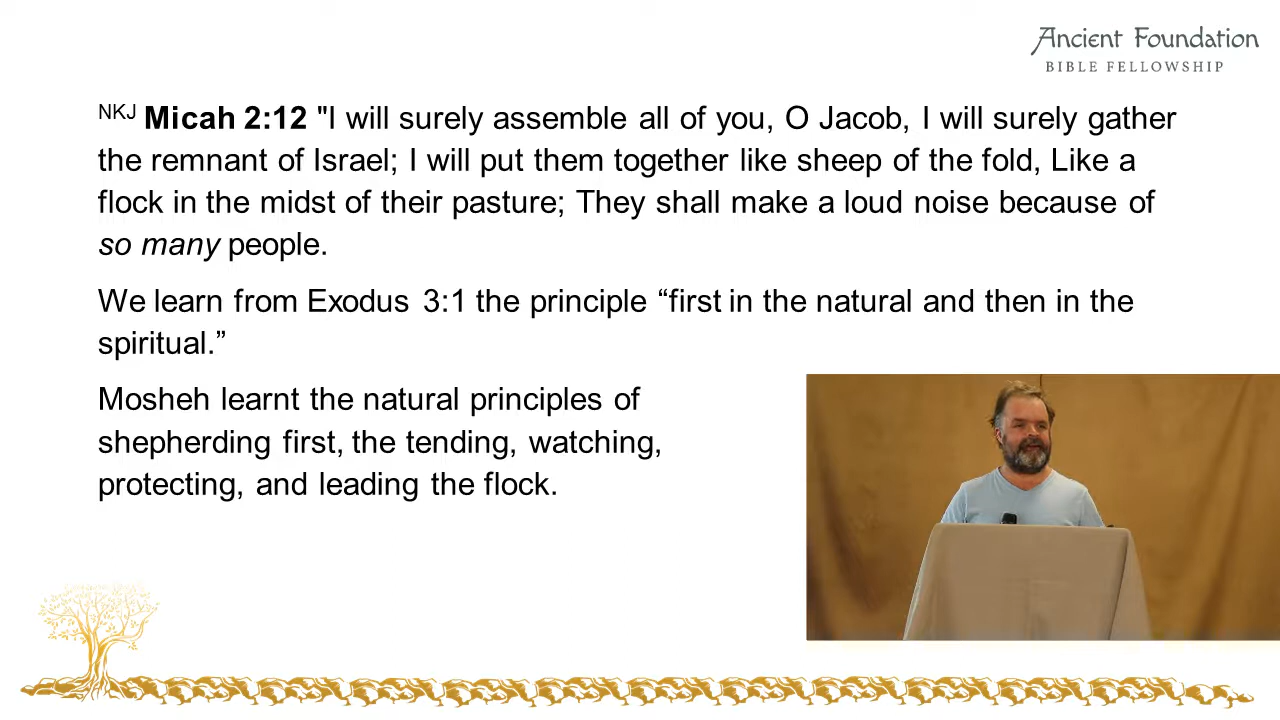 Ancient Foundation
BIBLE FELLOWSHIP
NKJ Micah 2:12 "I will surely assemble all of you, O Jacob, I will surely gather
the remnant of Israel; I will put them together like sheep of the fold, Like a
flock in the midst of their pasture; They shall make a loud noise because of
so many people.
We learn from Exodus 3:1 the principle “first in the natural and then in the
spiritual.”
Mosheh learnt the natural principles of
shepherding first, the tending, watching,
protecting, and leading the flock.